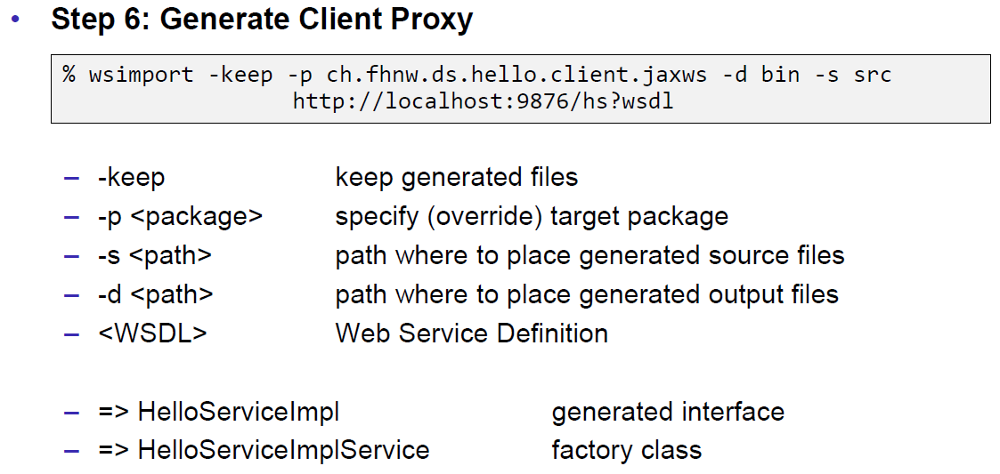 • Step 6: Generate Client Proxy
% wsimport -keep -p ch.fhnw.ds.hello.client.jaxws -d bin -s src
http://localhost:9876/hs?wsdl
– -keep keep generated files
– -p <package> specify (override) target package
– -s <path> path where to place generated source files
– -d <path> path where to place generated output files
– <WSDL> Web Service Definition
– => HelloServiceImpl generated interface
– => HelloServiceImplService factory class